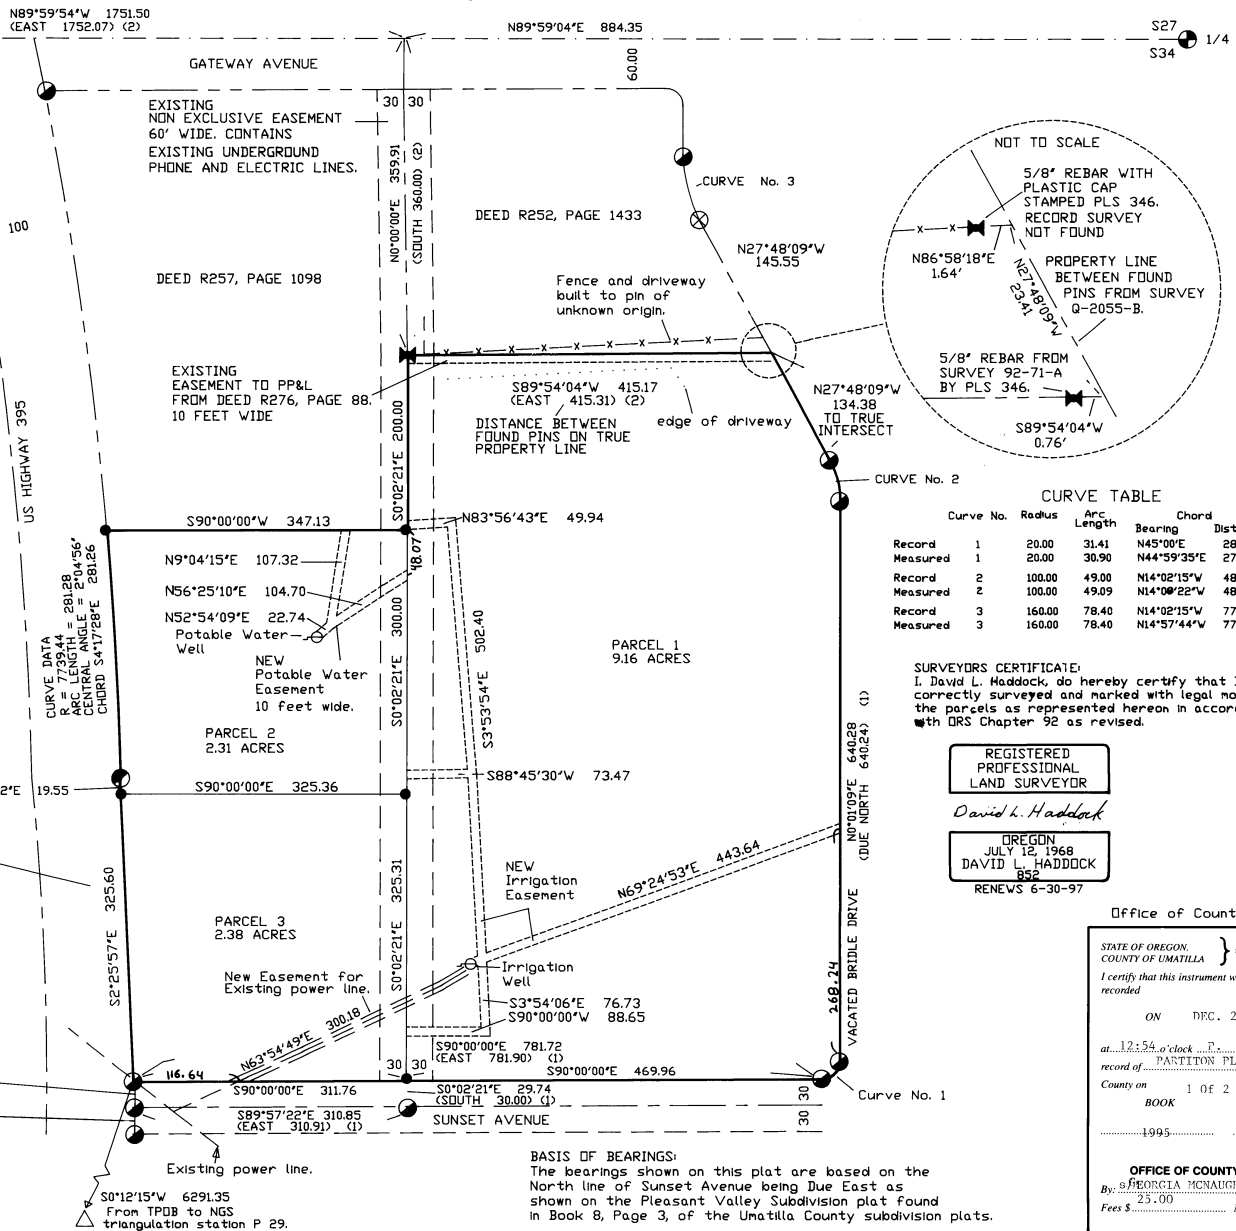 N89°59'54"W 1751.50
(EAST 1752.07) (2)
N89°59'04"E 884.35
S27
S34
1/4
GATEWAY AVENUE
60.00
EXISTING
NON EXCLUSIVE EASEMENT
60' WIDE. CONTAINS
EXISTING UNDERGROUND
PHONE AND ELECTRIC LINES.
30 30
N0°00'00"E 359.91
(SOUTH 360.00) (2)
CURVE No. 3
DEED R252, PAGE 1433
N27°48'09"W
145.55
100
DEED R257, PAGE 1098
Fence and driveway
built to pin of
unknown origin.
NOT TO SCALE
5/8" REBAR WITH
PLASTIC CAP
STAMPED PLS 346.
RECORD SURVEY
NOT FOUND
N86°58'18"E
1.64'
N27°48'09"W
23.41
PROPERTY LINE
BETWEEN FOUND
PINS FROM SURVEY
Q-2055-B.
5/8" REBAR FROM
SURVEY 92-71-A
BY PLS 346.
S89°54'04"W
0.76'
EXISTING
EASEMENT TO PP&L
FROM DEED R276, PAGE 88.
10 FEET WIDE
S89°54'04"W 415.17
(EAST 415.31) (2)
DISTANCE BETWEEN
FOUND PINS ON TRUE
PROPERTY LINE
edge of driveway
N27°48'09"W
134.38
TO TRUE
INTERSECT
US HIGHWAY 395
S0°02'21"E 200.00
CURVE No. 2
S90°00'00"W 347.13
N83°56'43"E 49.94
48.07
N9°04'15"E 107.32
N56°25'10"E 104.70
N52°54'09"E 22.74
Potable Water
Well
NEW
Potable Water
Easement
10 feet wide.
CURVE DATA
R = 7739.44
ARC LENGTH = 281.28
CENTRAL ANGLE = 2°04'56"
CHORD S4°17'28"E 281.26
S0°02'21"E 300.00
S3°53'54"E 502.40
PARCEL 1
9.16 ACRES
CURVE TABLE
Curve No. Radius Arc Length Chord
Bearing Dist
Record 1 20.00 31.41 N45°00'E 28
Measured 1 20.00 30.90 N44°59'35"E 27
Record 2 100.00 49.00 N14°02'15"W 48
Measured 2 100.00 49.09 N14°08'22"W 48
Record 3 160.00 78.40 N14°02'15"W 77
Measured 3 160.00 78.40 N14°57'44"W 77
SURVEYORS CERTIFICATE:
I. David L. Haddock, do hereby certify that I
correctly surveyed and marked with legal mo
the parcels as represented hereon in accor
with ORS Chapter 92 as revised.
REGISTERED
PROFESSIONAL
LAND SURVEYOR
David L. Haddock
OREGON
JULY 12, 1968
DAVID L. HADDOCK
852
RENEWS 6-30-97
PARCEL 2
2.31 ACRES
S90°00'00"E 325.36
2"E 19.55
S88°45'30"W 73.47
N0°01'09"E 640.28
(DUE NORTH 640.24) (1)
VACATED BRIDLE DRIVE
268.24
N69°24'53"E 443.64
NEW
Irrigation
Easement
Irrigation
Well
S2°25'57"E 325.60
PARCEL 3
2.38 ACRES
S0°02'21"E 325.31
New Easement for
Existing power line.
N63°54'49"E 300.18
S3°54'06"E 76.73
S90°00'00"W 88.65
S90°00'00"E 781.72
(EAST 781.90) (1)
30 30
116.64
S90°00'00"E 311.76
S90°00'00"E 469.96
S0°02'21"E 29.74
(SOUTH 30.00) (1)
S89°57'22"E 310.85
(EAST 310.91) (1)
SUNSET AVENUE
30
30
Curve No. 1
Existing power line.
S0°12'15"W 6291.35
From TPOB to NGS
triangulation station P 29.
BASIS OF BEARINGS:
The bearings shown on this plat are based on the
North line of Sunset Avenue being Due East as
shown on the Pleasant Valley Subdivision plat found
in Book 8, Page 3, of the Umatilla County subdivision plats.
Office of Count
STATE OF OREGON,
COUNTY OF UMATILLA
I certify that this instrument w
recorded
ON DEC. 2
at 12:54 o'clock P.
record of PARTITON PL
County on 1 Of 2
BOOK
1995
OFFICE OF COUNTY
By: s/GEORGIA MCNAUGH
Fees $ 25.00